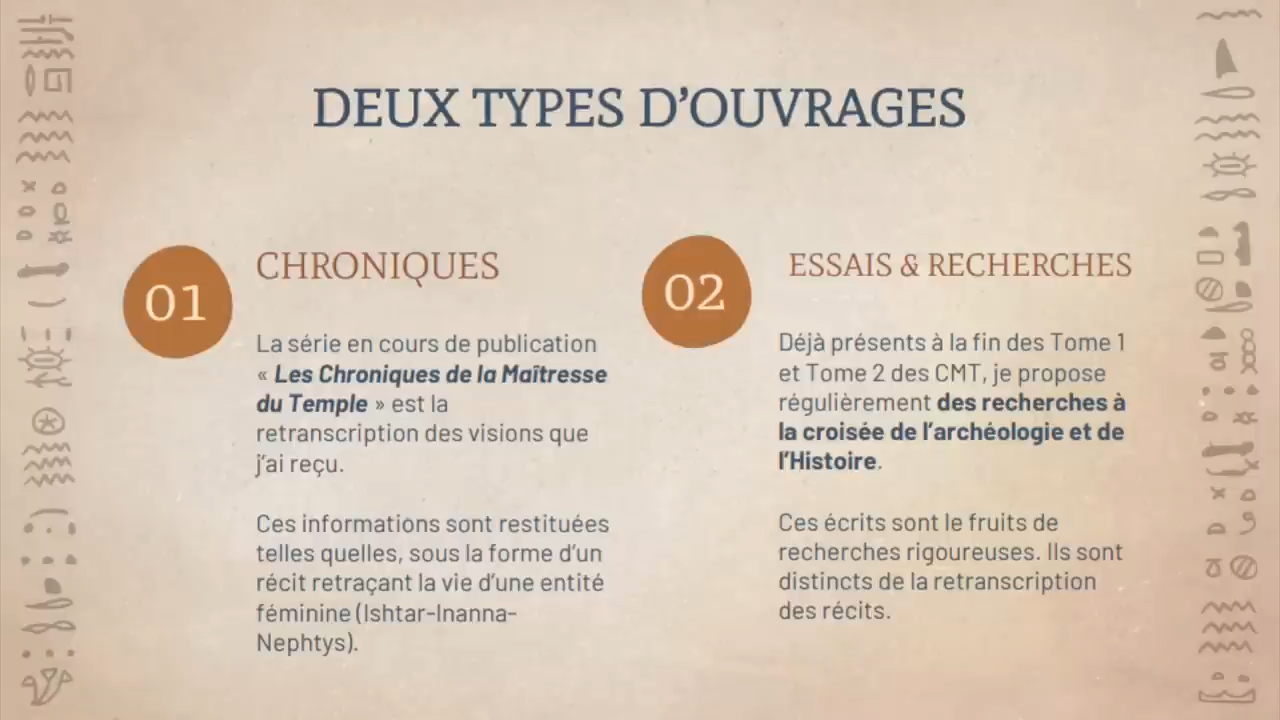 DEUX TYPES D’OUVRAGES
01
CHRONIQUES
La série en cours de publication
« Les Chroniques de la Maîtresse
du Temple » est la
retranscription des visions que
j’ai reçu.
Ces informations sont restituées
telles quelles, sous la forme d’un
récit retraçant la vie d’une entité
féminine (Ishtar-Inanna-
Nephtys).
02
ESSAIS & RECHERCHES
Déjà présents à la fin des Tome 1
et Tome 2 des CMT, je propose
régulièrement des recherches à
la croisée de l’archéologie et de
l’Histoire.
Ces écrits sont le fruits de
recherches rigoureuses. Ils sont
distincts de la retranscription
des récits.